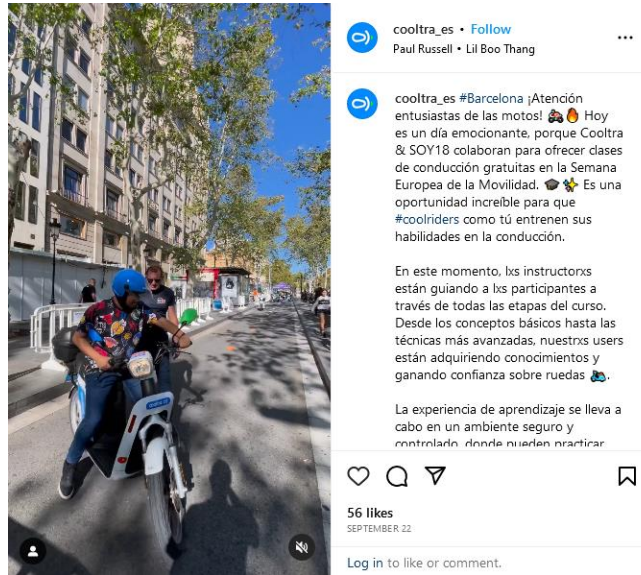 cooltra_es • Follow
Paul Russell • Lil Boo Thang
cooltra_es #Barcelona ¡Atención
entusiastas de las motos! 🏍️🔥 Hoy
es un día emocionante, porque Cooltra
& SOY18 colaboran para ofrecer clases
de conducción gratuitas en la Semana
Europea de la Movilidad. 🎓✨ Es una
oportunidad increíble para que
#coolriders como tú entrenen sus
habilidades en la conducción.
En este momento, lxs instructorxs
están guiando a lxs participantes a
través de todas las etapas del curso.
Desde los conceptos básicos hasta las
técnicas más avanzadas, nuestrxs users
están adquiriendo conocimientos y
ganando confianza sobre ruedas 🏍️.
La experiencia de aprendizaje se lleva a
cabo en un ambiente seguro y
controlado, donde pueden practicar
56 likes
SEPTEMBER 22
Log in to like or comment.